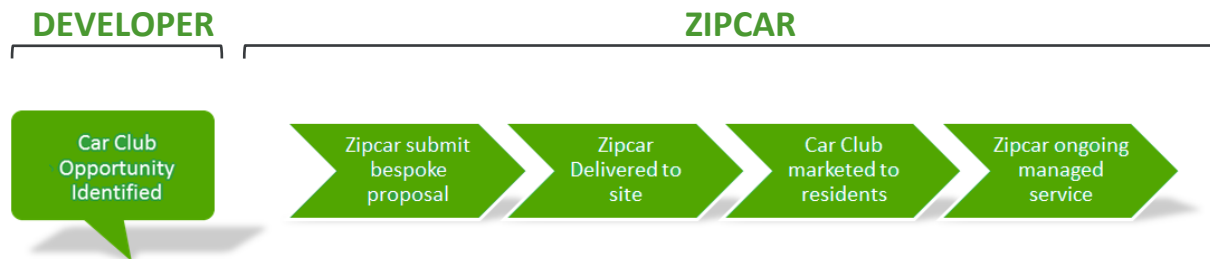 DEVELOPER
ZIPCAR
Car Club
Opportunity
Identified
Zipcar submit
bespoke
proposal
Zipcar
Delivered to
site
Car Club
marketed to
residents
Zipcar ongoing
managed
service